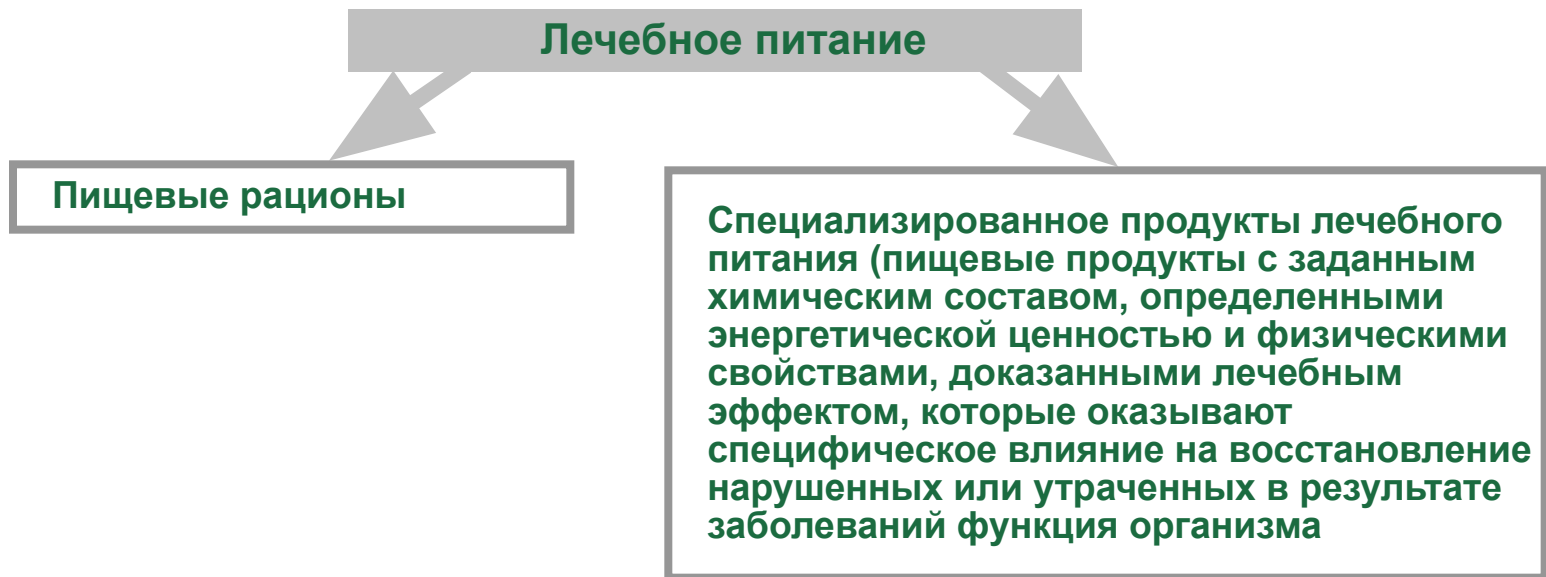 Лечебное питание
Пищевые рационы
Специализированное продукты лечебного
питания (пищевые продукты с заданным
химическим составом, определенными
энергетической ценностью и физическими
свойствами, доказанными лечебным
эффектом, которые оказывают
специфическое влияние на восстановление
нарушенных или утраченных в результате
заболеваний функция организма